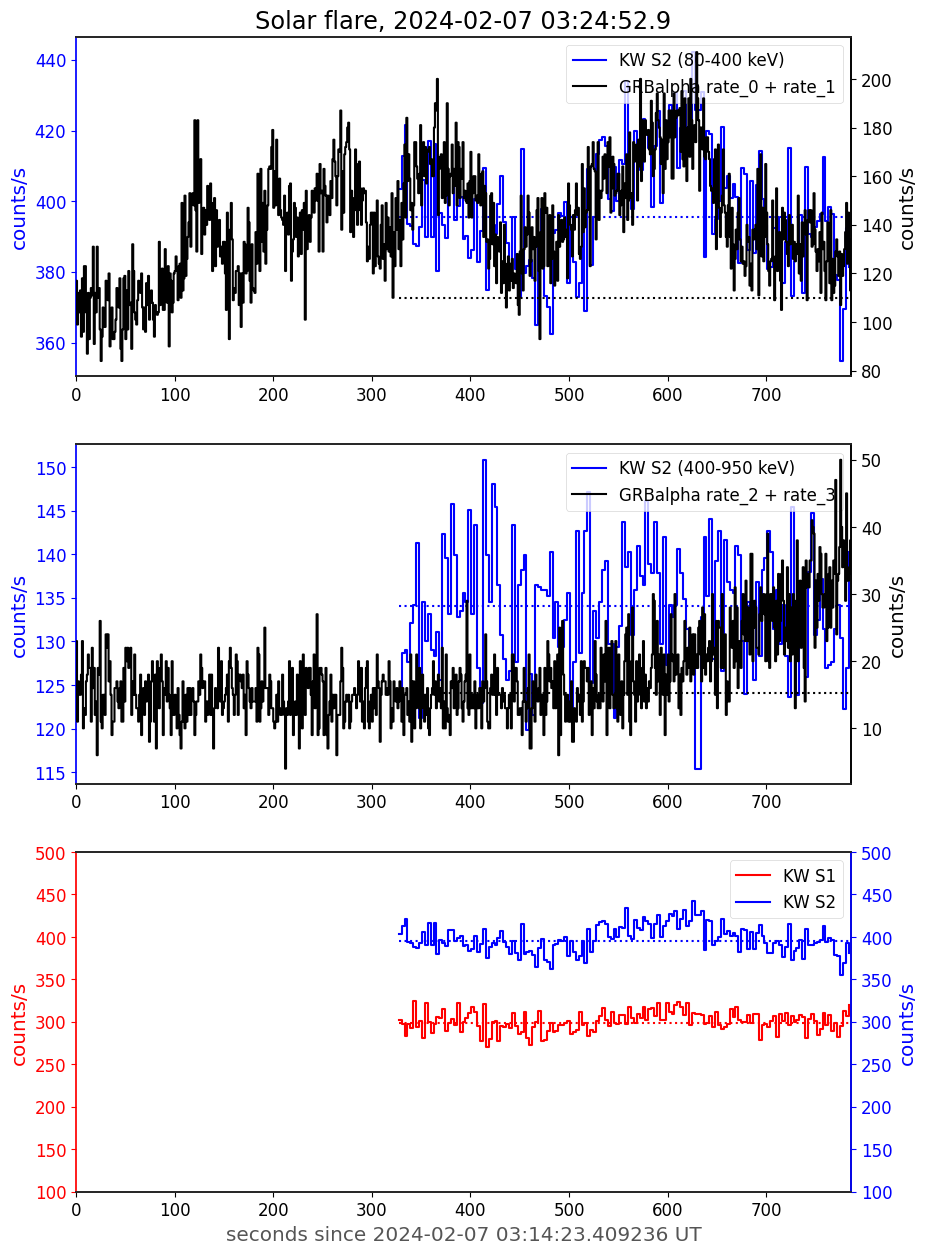 Solar flare, 2024-02-07 03:24:52.9
KW S2 (80-400 keV)
GRBalpha rate_0 + rate_1
counts/s
440
420
400
380
360
200
180
160
140
120
100
80
counts/s
0 100 200 300 400 500 600 700
KW S2 (400-950 keV)
GRBalpha rate_2 + rate_3
counts/s
150
145
140
135
130
125
120
115
50
40
30
20
10
counts/s
0 100 200 300 400 500 600 700
KW S1
KW S2
counts/s
500
450
400
350
300
250
200
150
100
500
450
400
350
300
250
200
150
100
counts/s
0 100 200 300 400 500 600 700
seconds since 2024-02-07 03:14:23.409236 UT